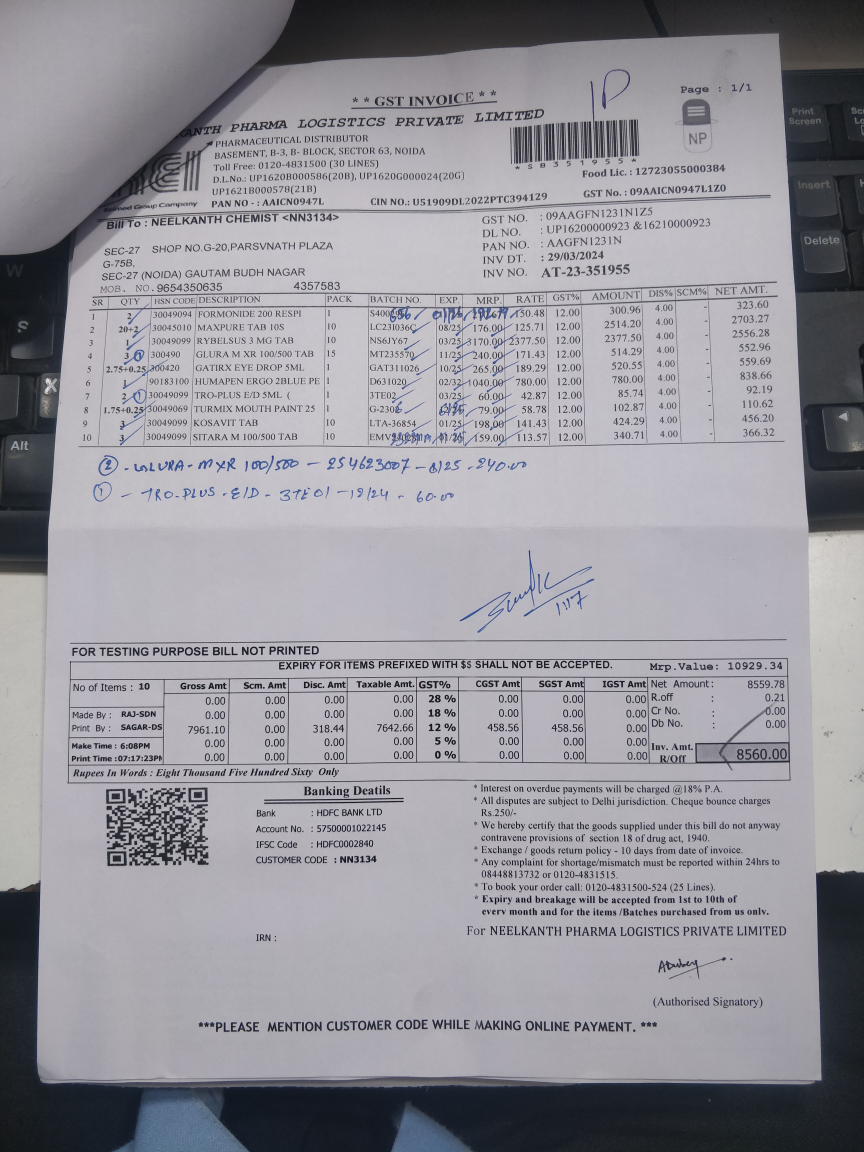 ** GST INVOICE **
1P
Page : 1/1
NP
KANTH PHARMA LOGISTICS PRIVATE LIMITED
PHARMACEUTICAL DISTRIBUTOR
BASEMENT, B-3, B- BLOCK, SECTOR 63, NOIDA
Toll Free: 0120-4831500 (30 LINES)
*SB351955*
D.L.No.: UP1620B000586(20B), UP1620G000024(20G)
Food Lic. : 12723055000384
UP1621B000578(21B)
Group Company
PAN NO - : AAICN0947L
CIN NO.: U51909DL2022PTC394129
GST No. : 09AAICN0947L1Z0
Bill To : NEELKANTH CHEMIST <NN3134>
GST NO. : 09AAGFN1231N1Z5
DL NO. : UP16200000923 &16210000923
SEC-27 SHOP NO.G-20,PARSVNATH PLAZA
PAN NO. : AAGFN1231N
G-75B,
INV DT. : 29/03/2024
SEC-27 (NOIDA) GAUTAM BUDH NAGAR
INV NO. AT-23-351955
MOB. NO. 9654350635 4357583
SR QTY HSN CODE DESCRIPTION PACK BATCH NO. EXP. MRP. RATE GST% AMOUNT DIS% SCM% NET AMT.
1 2 30049094 FORMONIDE 200 RESPI 1 150.48 12.00 300.96 4.00 - 323.60
2 20+2 30045010 MAXPURE TAB 10S 10 LC231036C 08/25 176.00 125.71 12.00 2514.20 4.00 - 2703.27
3 1 30049099 RYBELSUS 3 MG TAB 10 NS6JY67 03/25 3170.00 2377.50 12.00 2377.50 4.00 - 2556.28
4 3 300490 GLURA M XR 100/500 TAB 15 MT235570 11/25 240.00 171.43 12.00 514.29 4.00 - 552.96
5 2.75+0.25 300420 GATIRX EYE DROP 5ML 1 GAT311026 10/25 265.00 189.29 12.00 520.55 4.00 - 559.69
6 1 90183100 HUMAPEN ERGO 2BLUE PE 1 D631020 02/32 1040.00 780.00 12.00 780.00 4.00 - 838.66
7 2 1 30049099 TRO-PLUS E/D 5ML ( 1 3TE02 03/25 60.00 42.87 12.00 85.74 4.00 - 92.19
8 1.75+0.25 30049069 TURMIX MOUTH PAINT 25 1 79.00 58.78 12.00 102.87 4.00 - 110.62
9 3 30049099 KOSAVIT TAB 10 LTA-36854 01/25 198.00 141.43 12.00 424.29 4.00 - 456.20
10 3 30049099 SITARA M 100/500 TAB 10 159.00 113.57 12.00 340.71 4.00 - 366.32
② - GLURA-MXR 100/500 - 254623007 - 8/25 - 240.00
① - TRO-PLUS - E/D - 3TE01 - 12/24 - 60.00
FOR TESTING PURPOSE BILL NOT PRINTED
EXPIRY FOR ITEMS PREFIXED WITH $$ SHALL NOT BE ACCEPTED. Mrp.Value: 10929.34
No of Items : 10 Gross Amt Scm. Amt Disc. Amt Taxable Amt. GST% CGST Amt SGST Amt IGST Amt Net Amount: 8559.78
0.00 0.00 0.00 0.00 28 % 0.00 0.00 0.00 R.off : 0.21
Made By : RAJ-SDN 0.00 0.00 0.00 0.00 18 % 0.00 0.00 0.00 Cr No. : 0.00
Print By : SAGAR-DS 7961.10 0.00 318.44 7642.66 12 % 458.56 458.56 0.00 Db No. : 0.00
Make Time : 6:08PM 0.00 0.00 0.00 0.00 5 % 0.00 0.00 0.00
Print Time :07:17:23PM 0.00 0.00 0.00 0.00 0 % 0.00 0.00 0.00 Inv. Amt. R/Off 8560.00
Rupees In Words : Eight Thousand Five Hundred Sixty Only
Banking Deatils
Bank : HDFC BANK LTD
Account No. : 57500001022145
IFSC Code : HDFC0002840
CUSTOMER CODE : NN3134
* Interest on overdue payments will be charged @18% P.A.
* All disputes are subject to Delhi jurisdiction. Cheque bounce charges
Rs.250/-
* We hereby certify that the goods supplied under this bill do not anyway
contravene provisions of section 18 of drug act, 1940.
* Exchange / goods return policy - 10 days from date of invoice.
* Any complaint for shortage/mismatch must be reported within 24hrs to
08448813732 or 0120-4831515.
* To book your order call: 0120-4831500-524 (25 Lines).
* Expiry and breakage will be accepted from 1st to 10th of
every month and for the items /Batches purchased from us only.
IRN :
For NEELKANTH PHARMA LOGISTICS PRIVATE LIMITED
(Authorised Signatory)
***PLEASE MENTION CUSTOMER CODE WHILE MAKING ONLINE PAYMENT. ***
Print
Screen
Insert
Delete
W
S
X
Alt